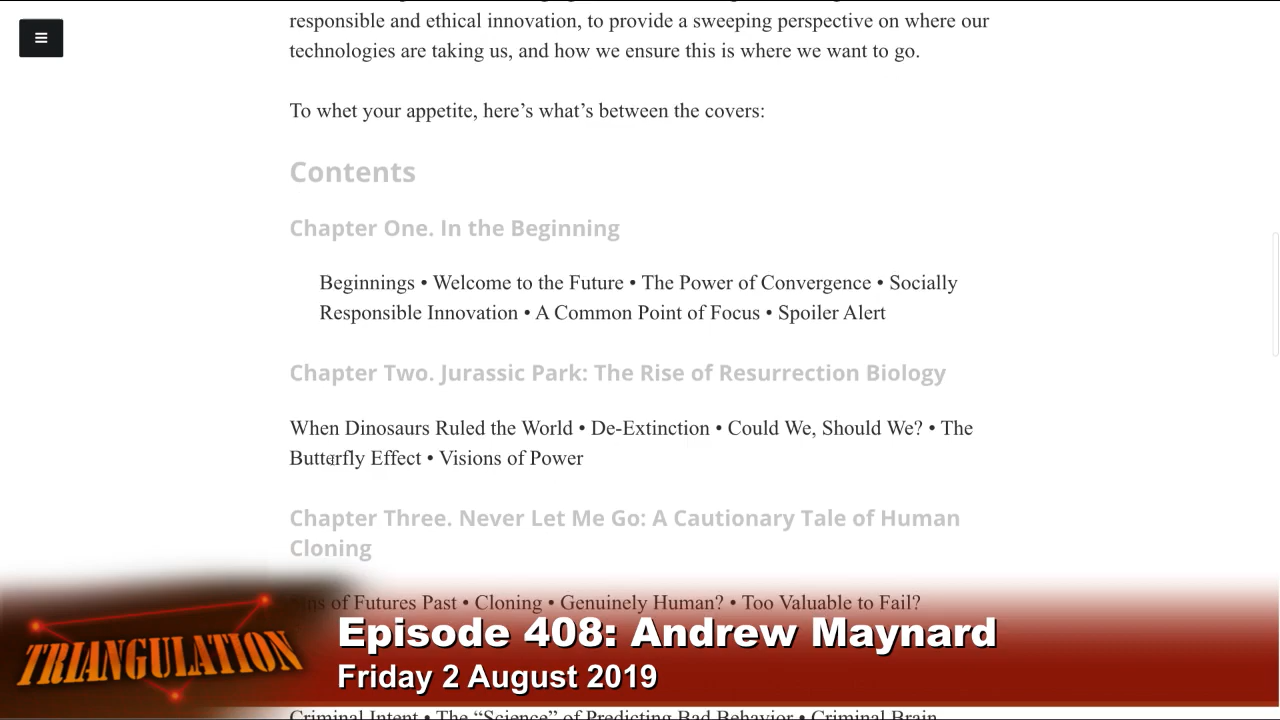 responsible and ethical innovation, to provide a sweeping perspective on where our
technologies are taking us, and how we ensure this is where we want to go.
To whet your appetite, here’s what’s between the covers:
Contents
Chapter One. In the Beginning
Beginnings • Welcome to the Future • The Power of Convergence • Socially
Responsible Innovation • A Common Point of Focus • Spoiler Alert
Chapter Two. Jurassic Park: The Rise of Resurrection Biology
When Dinosaurs Ruled the World • De-Extinction • Could We, Should We? • The
Butterfly Effect • Visions of Power
Chapter Three. Never Let Me Go: A Cautionary Tale of Human
Cloning
of Futures Past • Cloning • Genuinely Human? • Too Valuable to Fail?
TRIANGULATION
Episode 408: Andrew Maynard
Friday 2 August 2019
Criminal Intent • The “Science” of Predicting Bad Behavior • Criminal Brain